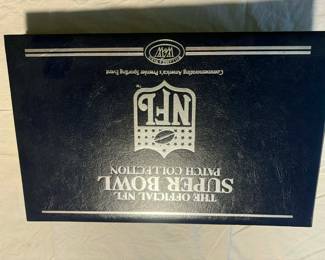 THE OFFICIAL NFL
SUPER BOWL
PATCH COLLECTION
NFL
Commemorating America's Premier Sporting Event
W&W